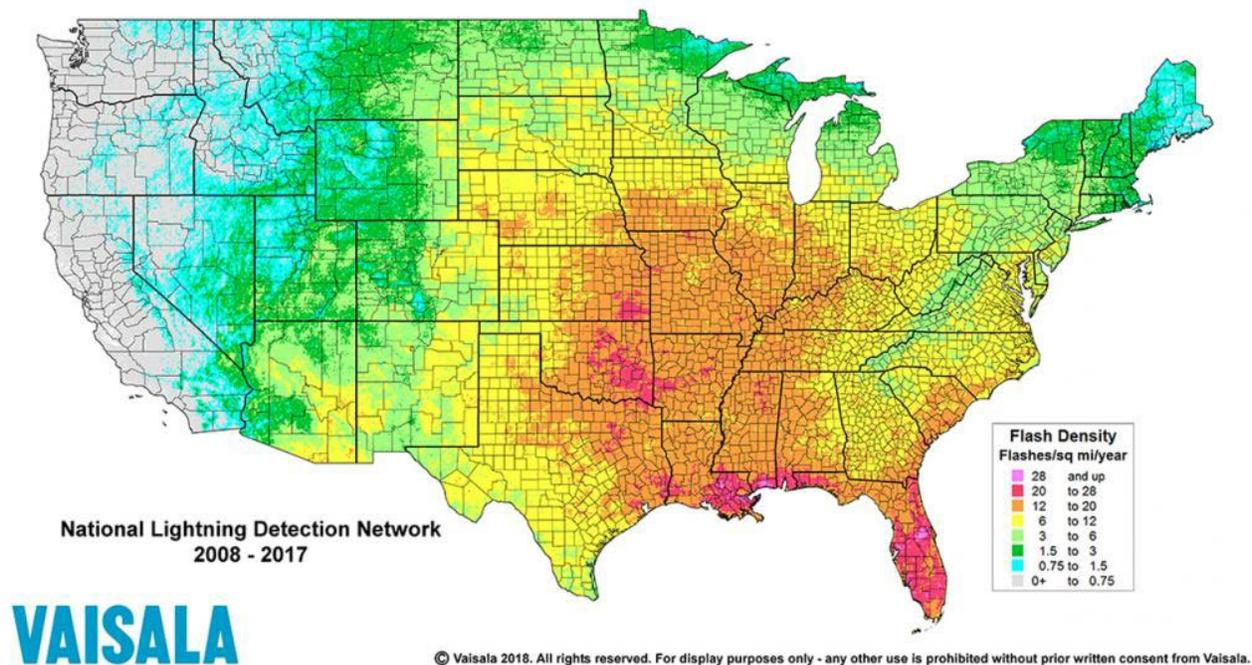 Flash Density
Flashes/sq mi/year
28 and up
20 to 28
12 to 20
6 to 12
3 to 6
1.5 to 3
0.75 to 1.5
0+ to 0.75
National Lightning Detection Network
2008 - 2017
VAISALA
© Vaisala 2018. All rights reserved. For display purposes only - any other use is prohibited without prior written consent from Vaisala.